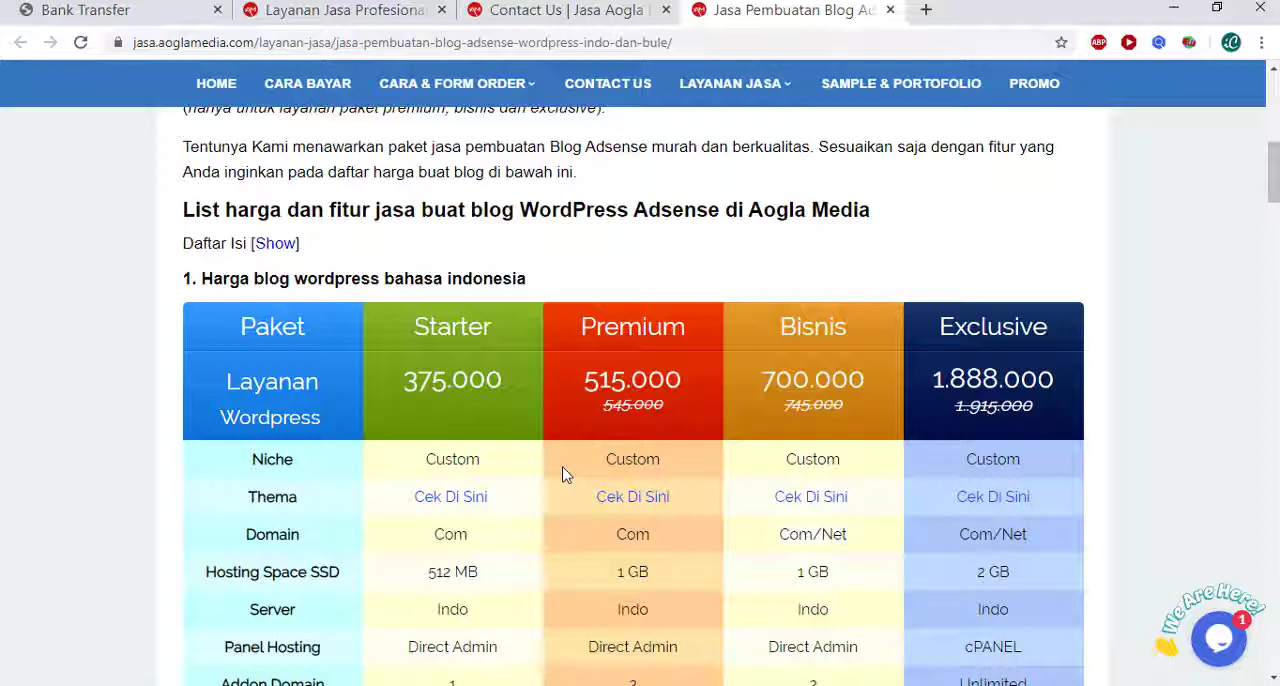 Bank Transfer
Layanan Jasa Profesional
Contact Us | Jasa Aogla
Jasa Pembuatan Blog Ad
jasa.aoglamedia.com/layanan-jasa/jasa-pembuatan-blog-adsense-wordpress-indo-dan-bule/
ABP
HOME CARA BAYAR CARA & FORM ORDER CONTACT US LAYANAN JASA SAMPLE & PORTOFOLIO PROMO
(hanya untuk layanan paket premium, bisnis dan exclusive).
Tentunya Kami menawarkan paket jasa pembuatan Blog Adsense murah dan berkualitas. Sesuaikan saja dengan fitur yang
Anda inginkan pada daftar harga buat blog di bawah ini.
List harga dan fitur jasa buat blog WordPress Adsense di Aogla Media
Daftar Isi [Show]
1. Harga blog wordpress bahasa indonesia
Paket Starter Premium Bisnis Exclusive
Layanan 375.000 515.000 700.000 1.888.000
545.000 745.000 1.915.000
Wordpress
Niche Custom Custom Custom Custom
Thema Cek Di Sini Cek Di Sini Cek Di Sini Cek Di Sini
Domain Com Com Com/Net Com/Net
Hosting Space SSD 512 MB 1 GB 1 GB 2 GB
Server Indo Indo Indo Indo
Panel Hosting Direct Admin Direct Admin Direct Admin cPANEL
Addon Domain 1 Unlimited
We Are Here!
1